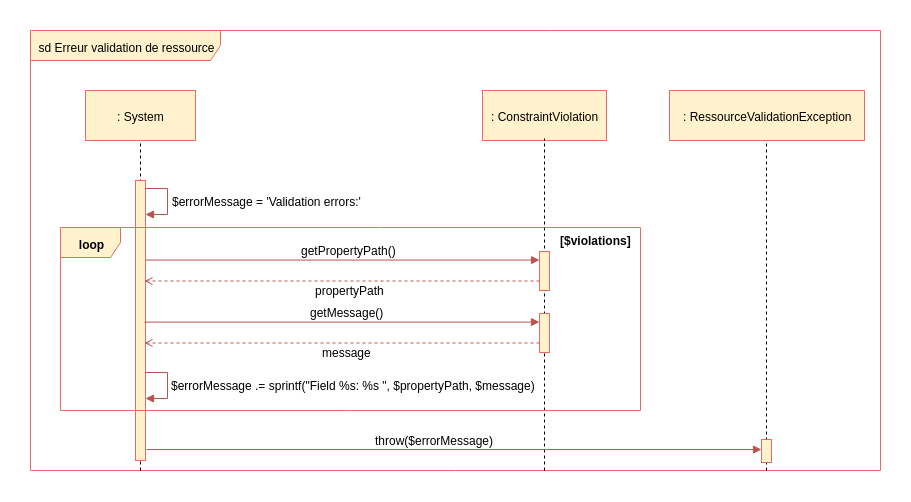 sd Erreur validation de ressource
: System
: ConstraintViolation
: RessourceValidationException
$errorMessage = 'Validation errors:'
loop
[$violations]
getPropertyPath()
propertyPath
getMessage()
message
$errorMessage .= sprintf("Field %s: %s ", $propertyPath, $message)
throw($errorMessage)